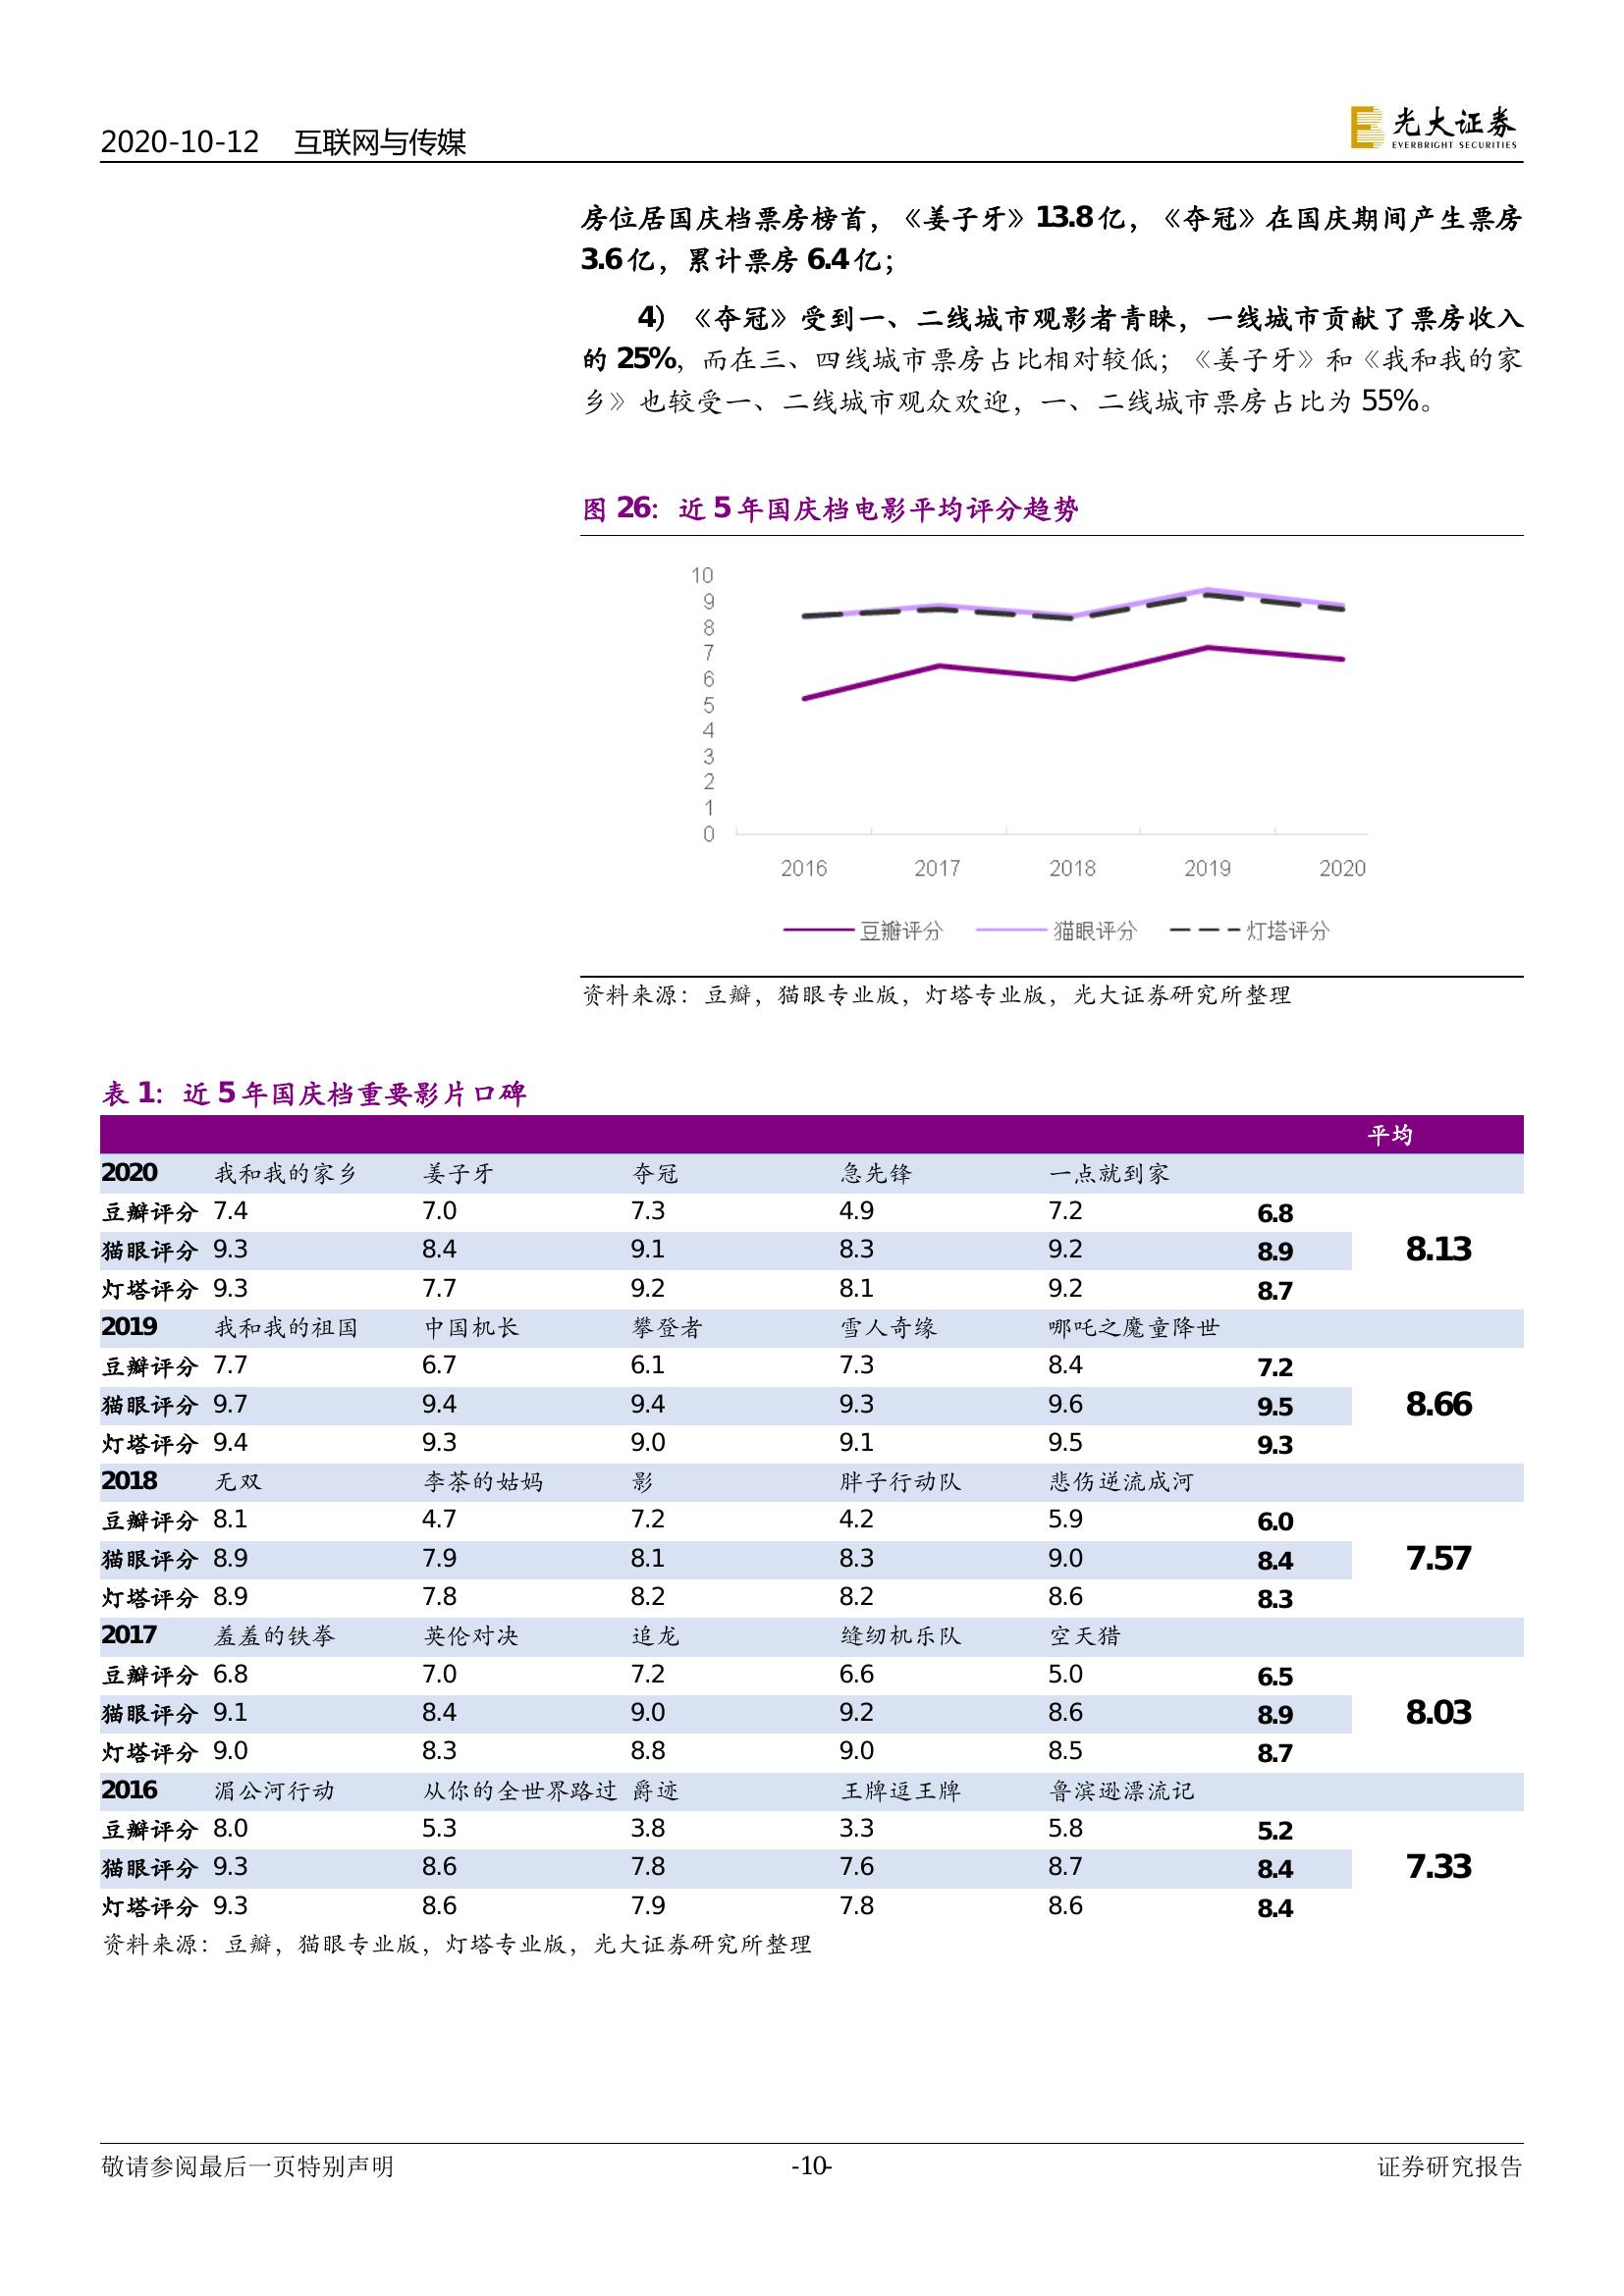 2020-10-12 互联网与传媒
光大证券
EVERBRIGHT SECURITIES
房位居国庆档票房榜首，《姜子牙》13.8亿，《夺冠》在国庆期间产生票房
3.6亿，累计票房6.4亿；
4）《夺冠》受到一、二线城市观影者青睐，一线城市贡献了票房收入
的25%，而在三、四线城市票房占比相对较低；《姜子牙》和《我和我的家
乡》也较受一、二线城市观众欢迎，一、二线城市票房占比为55%。
图 26：近5年国庆档电影平均评分趋势
10
9
8
7
6
5
4
3
2
1
0
2016 2017 2018 2019 2020
豆瓣评分 猫眼评分 灯塔评分
资料来源：豆瓣，猫眼专业版，灯塔专业版，光大证券研究所整理
表 1：近5年国庆档重要影片口碑
平均
2020 我和我的家乡 姜子牙 夺冠 急先锋 一点就到家
豆瓣评分 7.4 7.0 7.3 4.9 7.2 6.8
猫眼评分 9.3 8.4 9.1 8.3 9.2 8.9 8.13
灯塔评分 9.3 7.7 9.2 8.1 9.2 8.7
2019 我和我的祖国 中国机长 攀登者 雪人奇缘 哪吒之魔童降世
豆瓣评分 7.7 6.7 6.1 7.3 8.4 7.2
猫眼评分 9.7 9.4 9.4 9.3 9.6 9.5 8.66
灯塔评分 9.4 9.3 9.0 9.1 9.5 9.3
2018 无双 李茶的姑妈 影 胖子行动队 悲伤逆流成河
豆瓣评分 8.1 4.7 7.2 4.2 5.9 6.0
猫眼评分 8.9 7.9 8.1 8.3 9.0 8.4 7.57
灯塔评分 8.9 7.8 8.2 8.2 8.6 8.3
2017 羞羞的铁拳 英伦对决 追龙 缝纫机乐队 空天猎
豆瓣评分 6.8 7.0 7.2 6.6 5.0 6.5
猫眼评分 9.1 8.4 9.0 9.2 8.6 8.9 8.03
灯塔评分 9.0 8.3 8.8 9.0 8.5 8.7
2016 湄公河行动 从你的全世界路过 爵迹 王牌逗王牌 鲁滨逊漂流记
豆瓣评分 8.0 5.3 3.8 3.3 5.8 5.2
猫眼评分 9.3 8.6 7.8 7.6 8.7 8.4 7.33
灯塔评分 9.3 8.6 7.9 7.8 8.6 8.4
资料来源：豆瓣，猫眼专业版，灯塔专业版，光大证券研究所整理
敬请参阅最后一页特别声明 -10- 证券研究报告